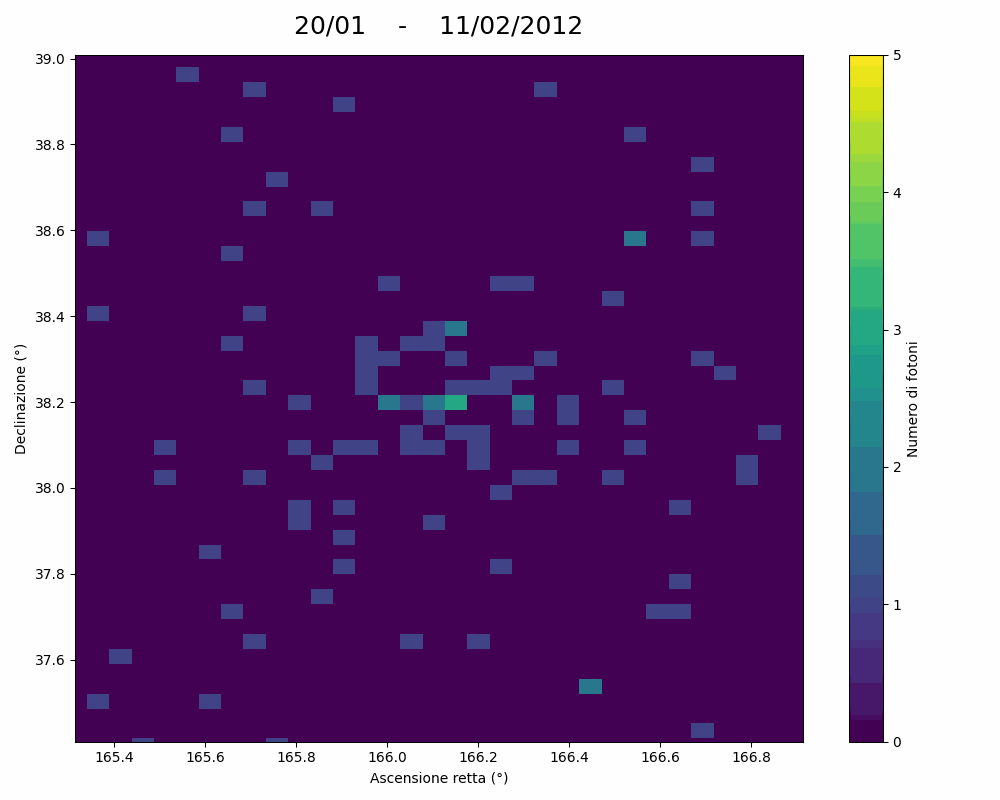 20/01 - 11/02/2012
39.0
38.8
38.6
38.4
38.2
38.0
37.8
37.6
Declinazione (°)
165.4 165.6 165.8 166.0 166.2 166.4 166.6 166.8
Ascensione retta (°)
5
4
3
2
1
0
Numero di fotoni